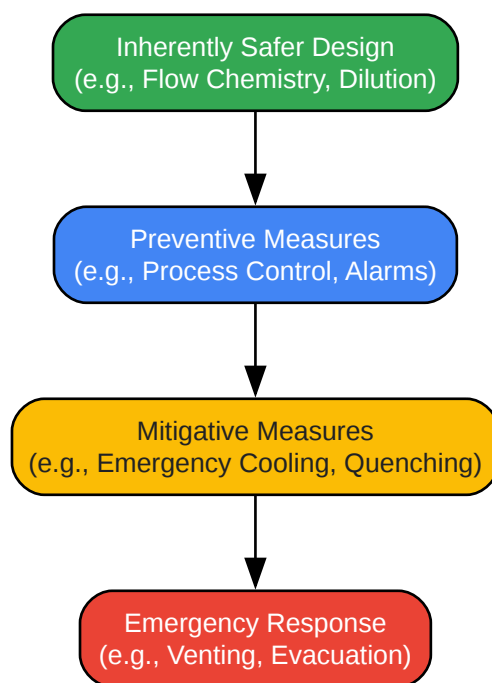 Inherently Safer Design
(e.g., Flow Chemistry, Dilution)
Preventive Measures
(e.g., Process Control, Alarms)
Mitigative Measures
(e.g., Emergency Cooling, Quenching)
Emergency Response
(e.g., Venting, Evacuation)